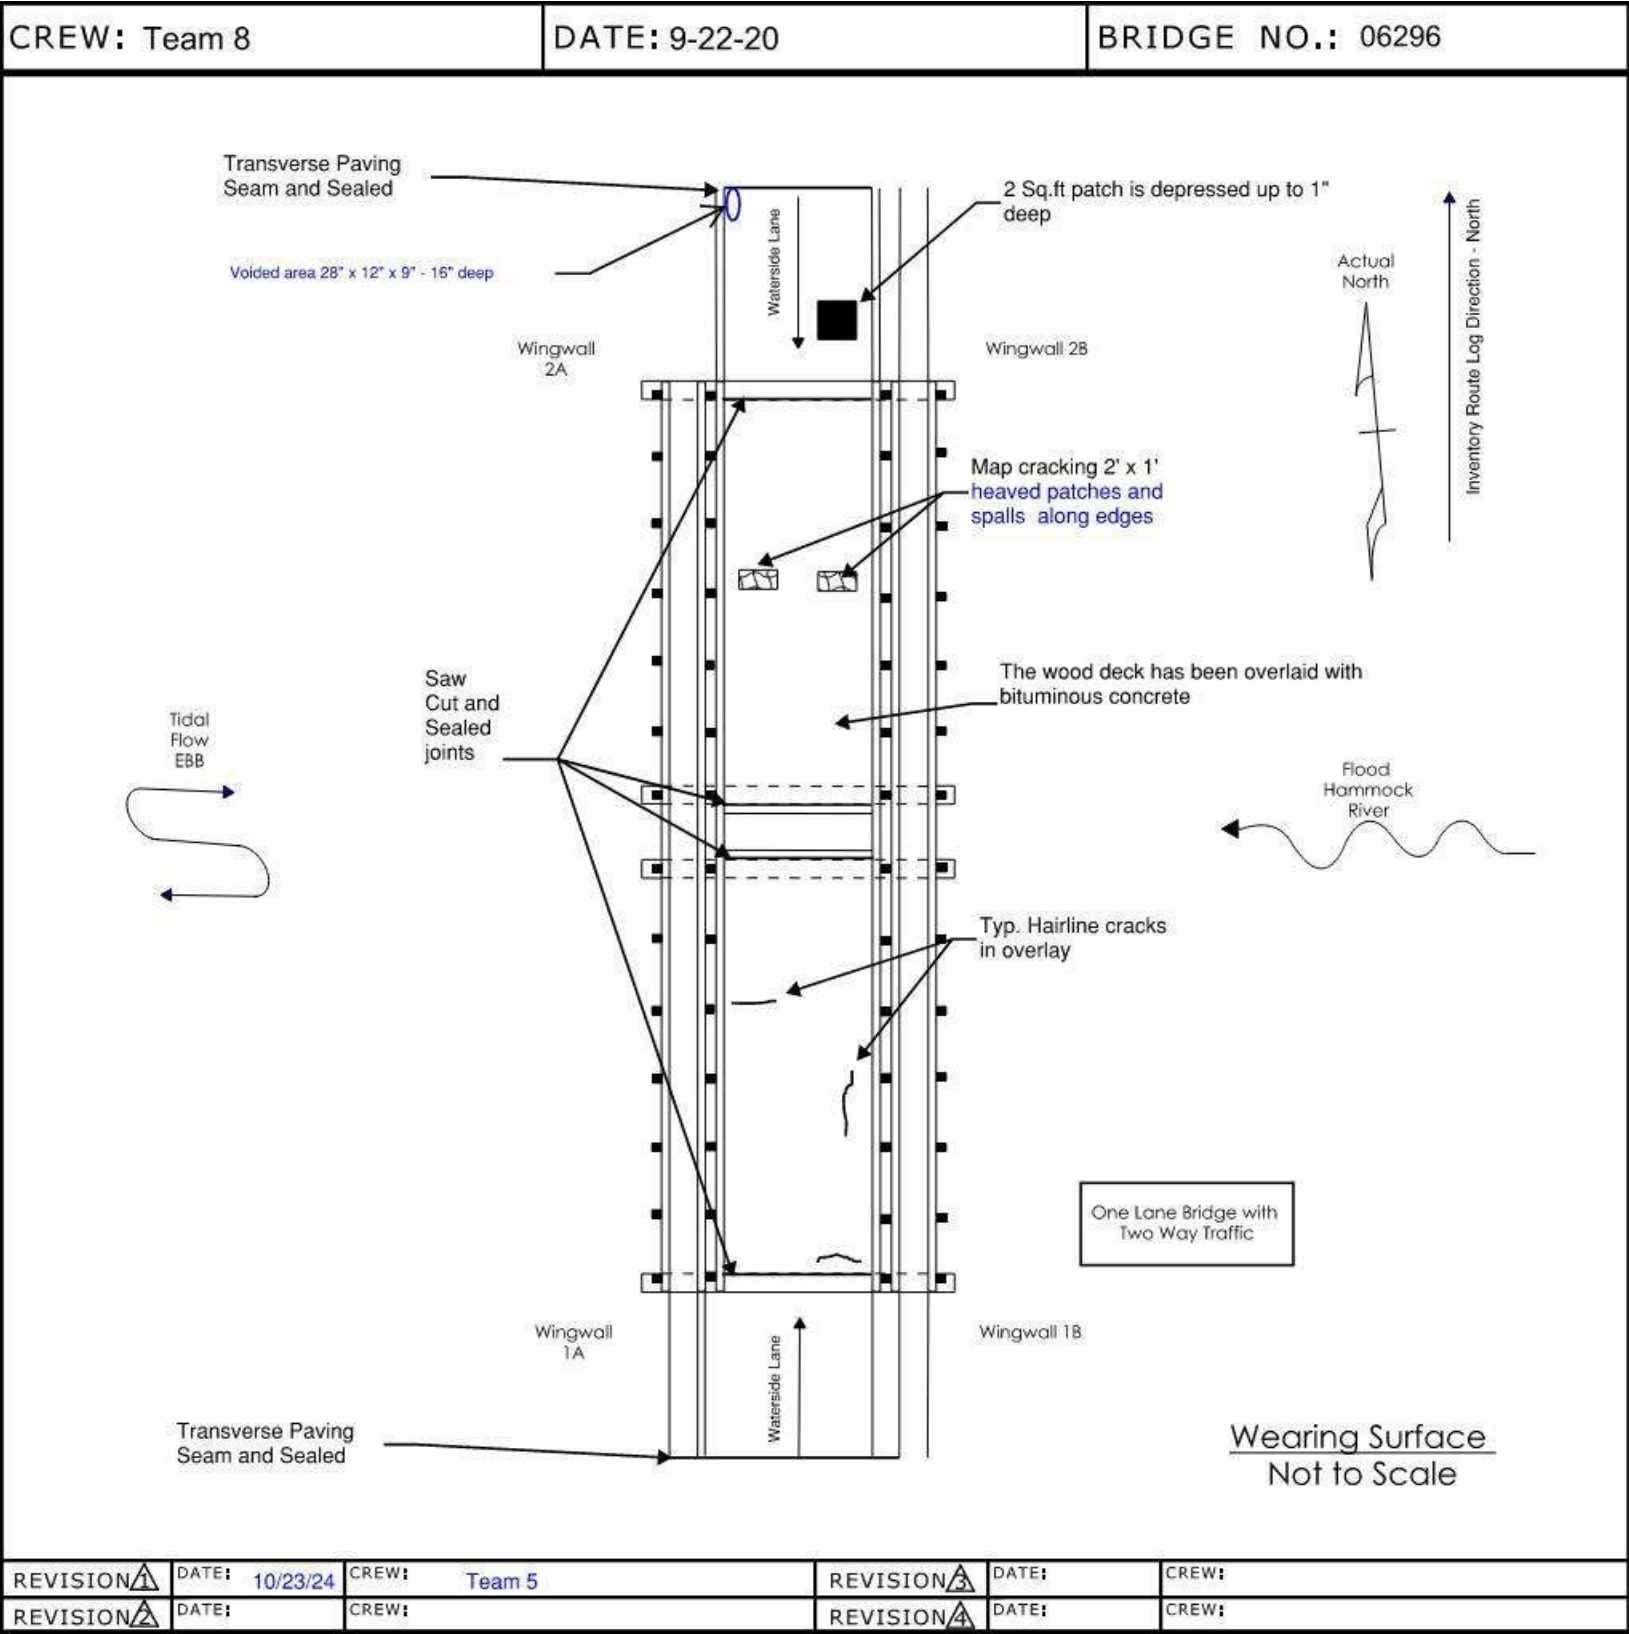 CREW: Team 8
DATE: 9-22-20
BRIDGE NO.: 06296
Transverse Paving
Seam and Sealed
2 Sq.ft patch is depressed up to 1"
deep
Waterside Lane
Voided area 28" x 12" x 9" - 16" deep
Actual
North
Inventory Route Log Direction - North
Wingwall
2A
Wingwall 2B
Map cracking 2' x 1'
heaved patches and
spalls along edges
Saw
Cut and
Sealed
joints
The wood deck has been overlaid with
bituminous concrete
Tidal
Flow
EBB
Flood
Hammock
River
Typ. Hairline cracks
in overlay
One Lane Bridge with
Two Way Traffic
Wingwall
1A
Waterside Lane
Wingwall 1B
Transverse Paving
Seam and Sealed
Wearing Surface
Not to Scale
REVISION 1 DATE: 10/23/24 CREW: Team 5
REVISION 3 DATE: CREW:
REVISION 2 DATE: CREW:
REVISION 4 DATE: CREW: